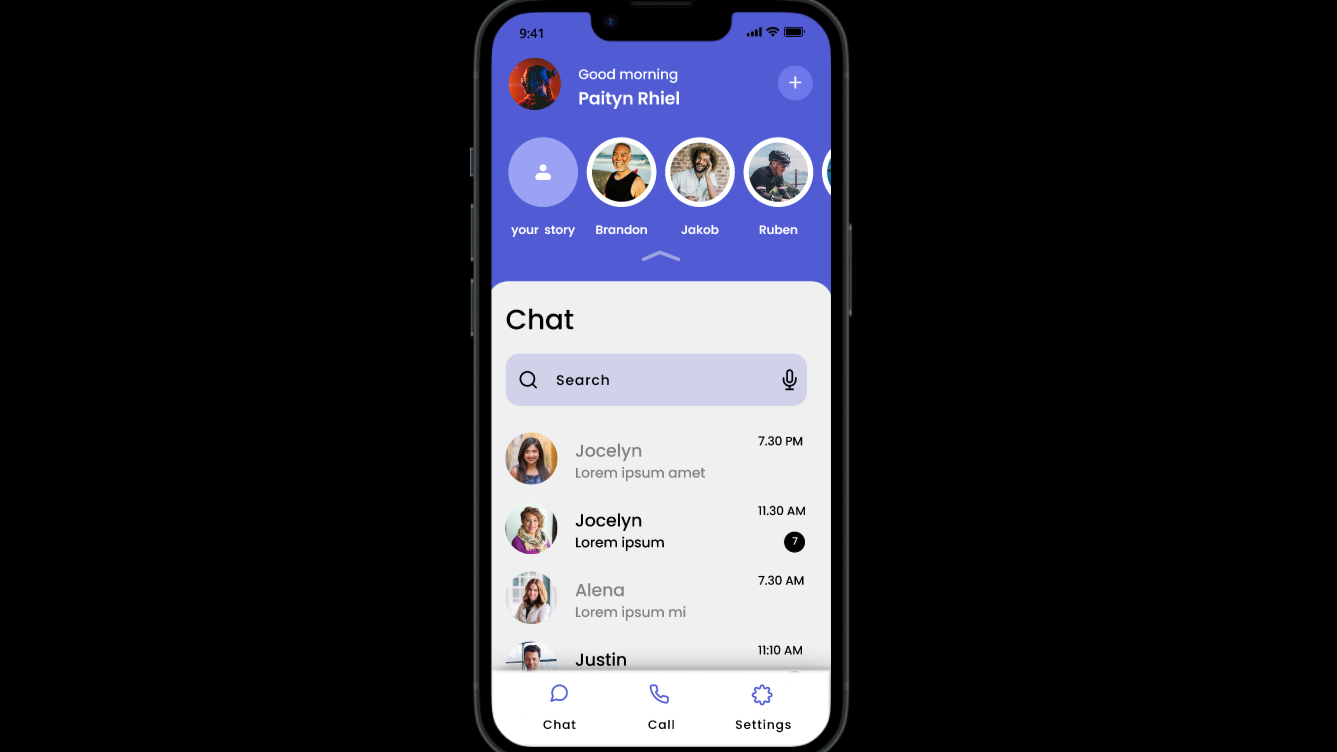 9:41
Good morning
Paityn Rhiel
your story
Brandon
Jakob
Ruben
Chat
Search
Jocelyn
7.30 PM
Lorem ipsum amet
Jocelyn
11.30 AM
Lorem ipsum
7
Alena
7.30 AM
Lorem ipsum mi
Justin
11:10 AM
Chat
Call
Settings